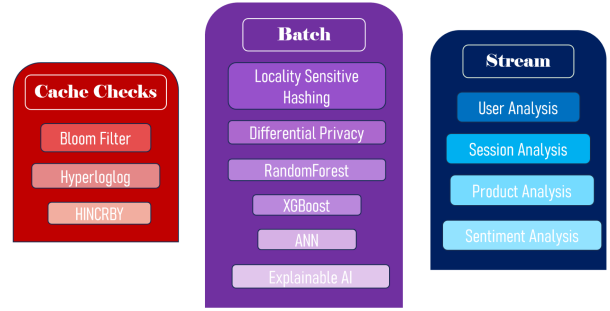 Cache Checks
Bloom Filter
Hyperloglog
HINCRBY
Batch
Locality Sensitive
Hashing
Differential Privacy
RandomForest
XGBoost
ANN
Explainable AI
Stream
User Analysis
Session Analysis
Product Analysis
Sentiment Analysis